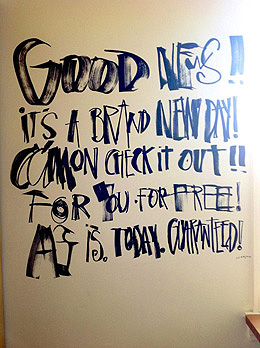 GOOD NEWS!!
IT'S A BRAND NEW DAY!
C'MON CHECK IT OUT!!
FOR YOU. FOR FREE!
AS IS. TODAY. GUARANTEED!